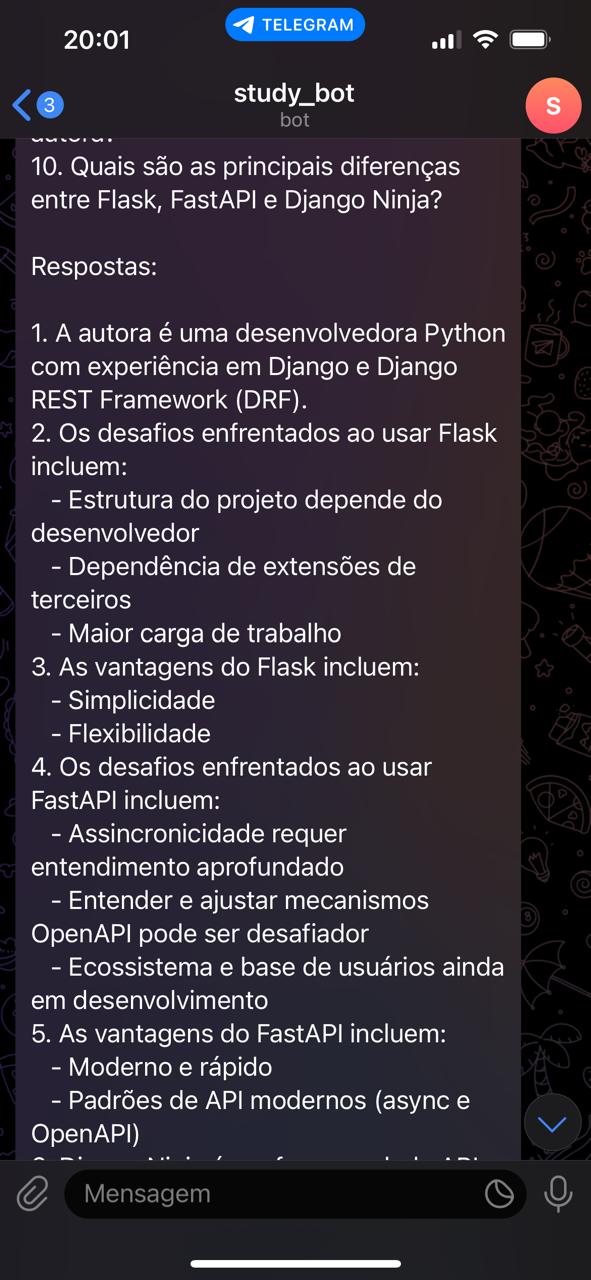 20:01
TELEGRAM
3
study_bot
bot
S
autora?
10. Quais são as principais diferenças
entre Flask, FastAPI e Django Ninja?
Respostas:
1. A autora é uma desenvolvedora Python
com experiência em Django e Django
REST Framework (DRF).
2. Os desafios enfrentados ao usar Flask
incluem:
- Estrutura do projeto depende do
desenvolvedor
- Dependência de extensões de
terceiros
- Maior carga de trabalho
3. As vantagens do Flask incluem:
- Simplicidade
- Flexibilidade
4. Os desafios enfrentados ao usar
FastAPI incluem:
- Assincronicidade requer
entendimento aprofundado
- Entender e ajustar mecanismos
OpenAPI pode ser desafiador
- Ecossistema e base de usuários ainda
em desenvolvimento
5. As vantagens do FastAPI incluem:
- Moderno e rápido
- Padrões de API modernos (async e
OpenAPI)
Mensagem